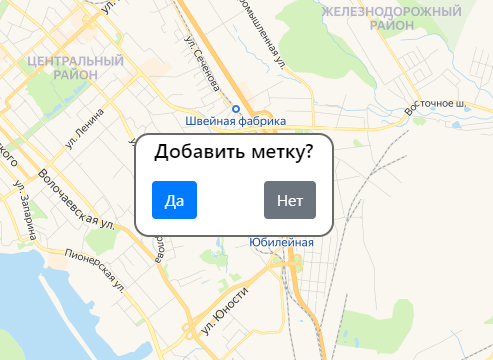 ЖЕЛЕЗНОДОРОЖНЫЙ
РАЙОН
ул. Сеченова
ЦЕНТРАЛЬНЫЙ
РАЙОН
Восточное ш.
Швейная фабрика
ул. Ленина
Добавить метку?
Да
Нет
Волочаевская ул.
ул. Запарина
Юбилейная
Пионерская ул.
ул. Юности